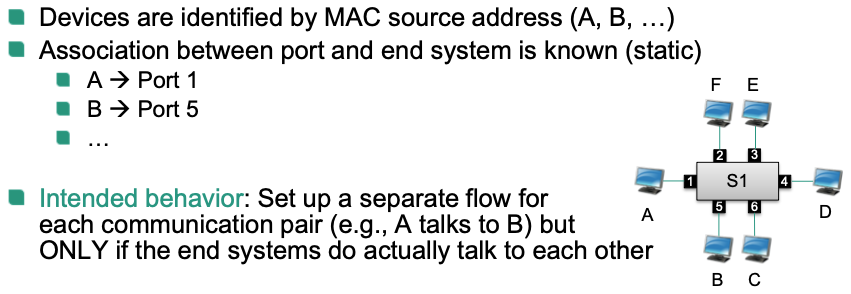 Devices are identified by MAC source address (A, B, …)
Association between port and end system is known (static)
A → Port 1
B → Port 5
…
Intended behavior: Set up a separate flow for
each communication pair (e.g., A talks to B) but
ONLY if the end systems do actually talk to each other
F E
2 3
1 S1 4
A D
5 6
B C